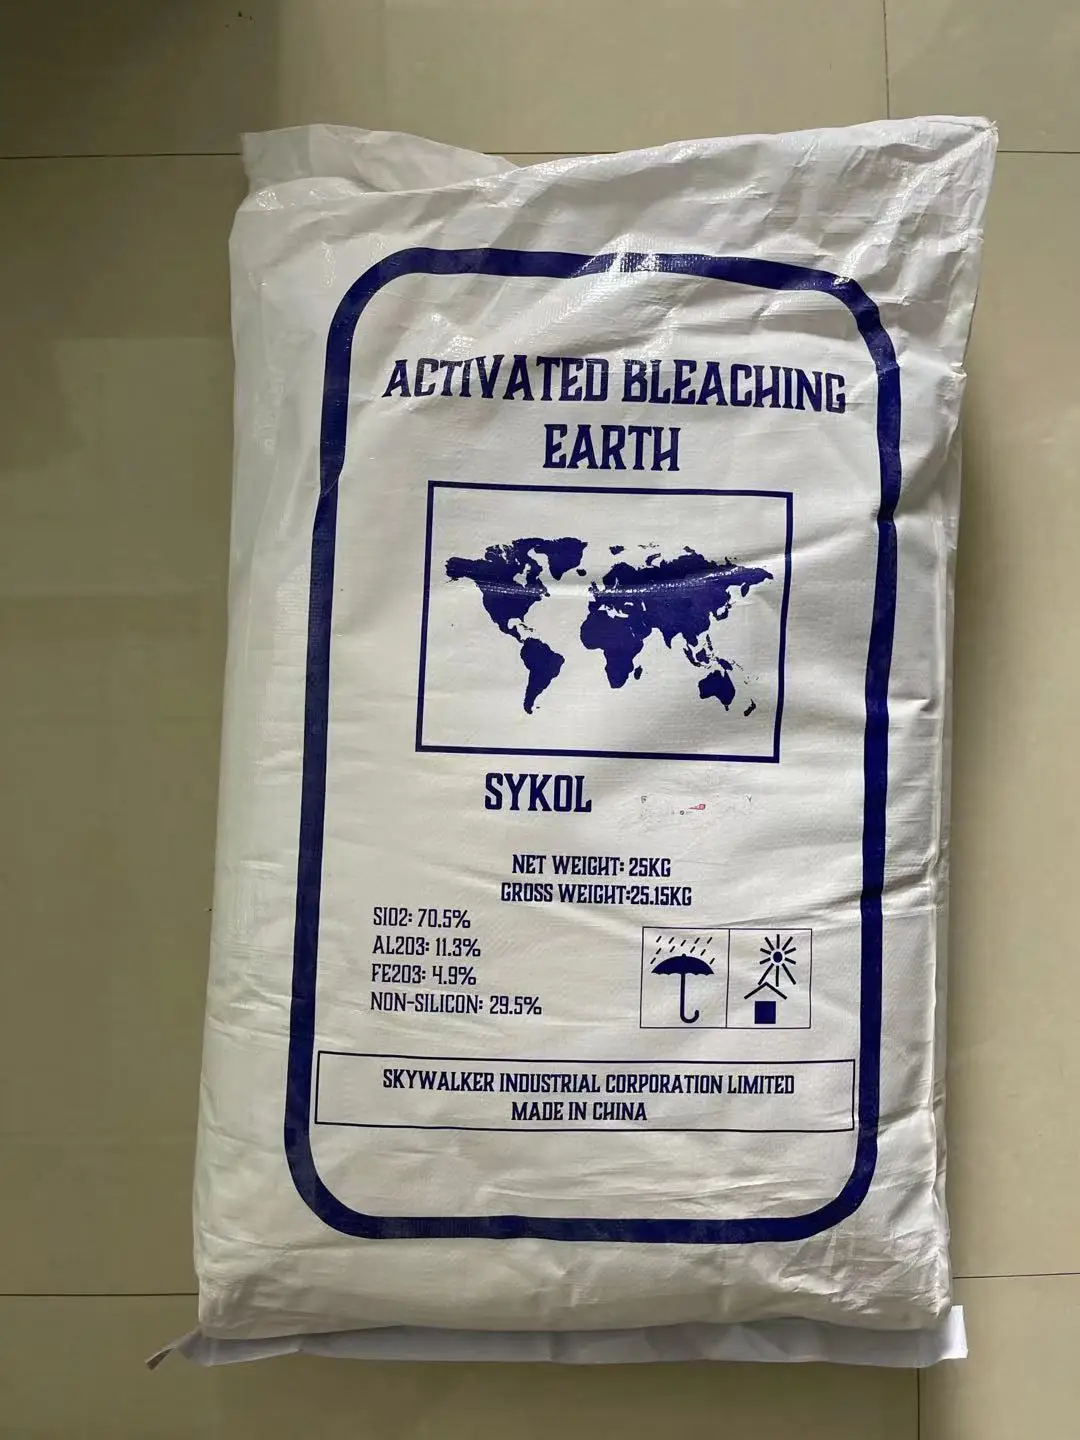 ACTIVATED BLEACHING
EARTH
SYKOL
NET WEIGHT: 25KG
GROSS WEIGHT:25.15KG
SIO2: 70.5%
AL2O3: 11.3%
FE2O3: 4.9%
NON-SILICON: 29.5%
SKYWALKER INDUSTRIAL CORPORATION LIMITED
MADE IN CHINA